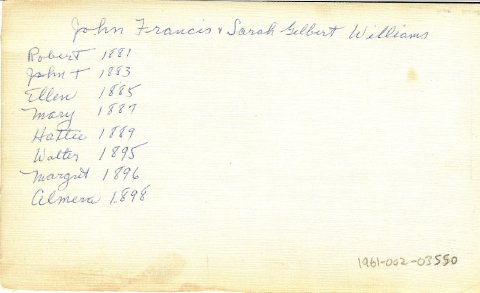 John Francis & Sarah Gilbert Williams
Robert 1881
John T 1883
Ellen 1885
Mary 1887
Hattie 1889
Walter 1895
Margrit 1896
Almera 1898
1961-002-03550